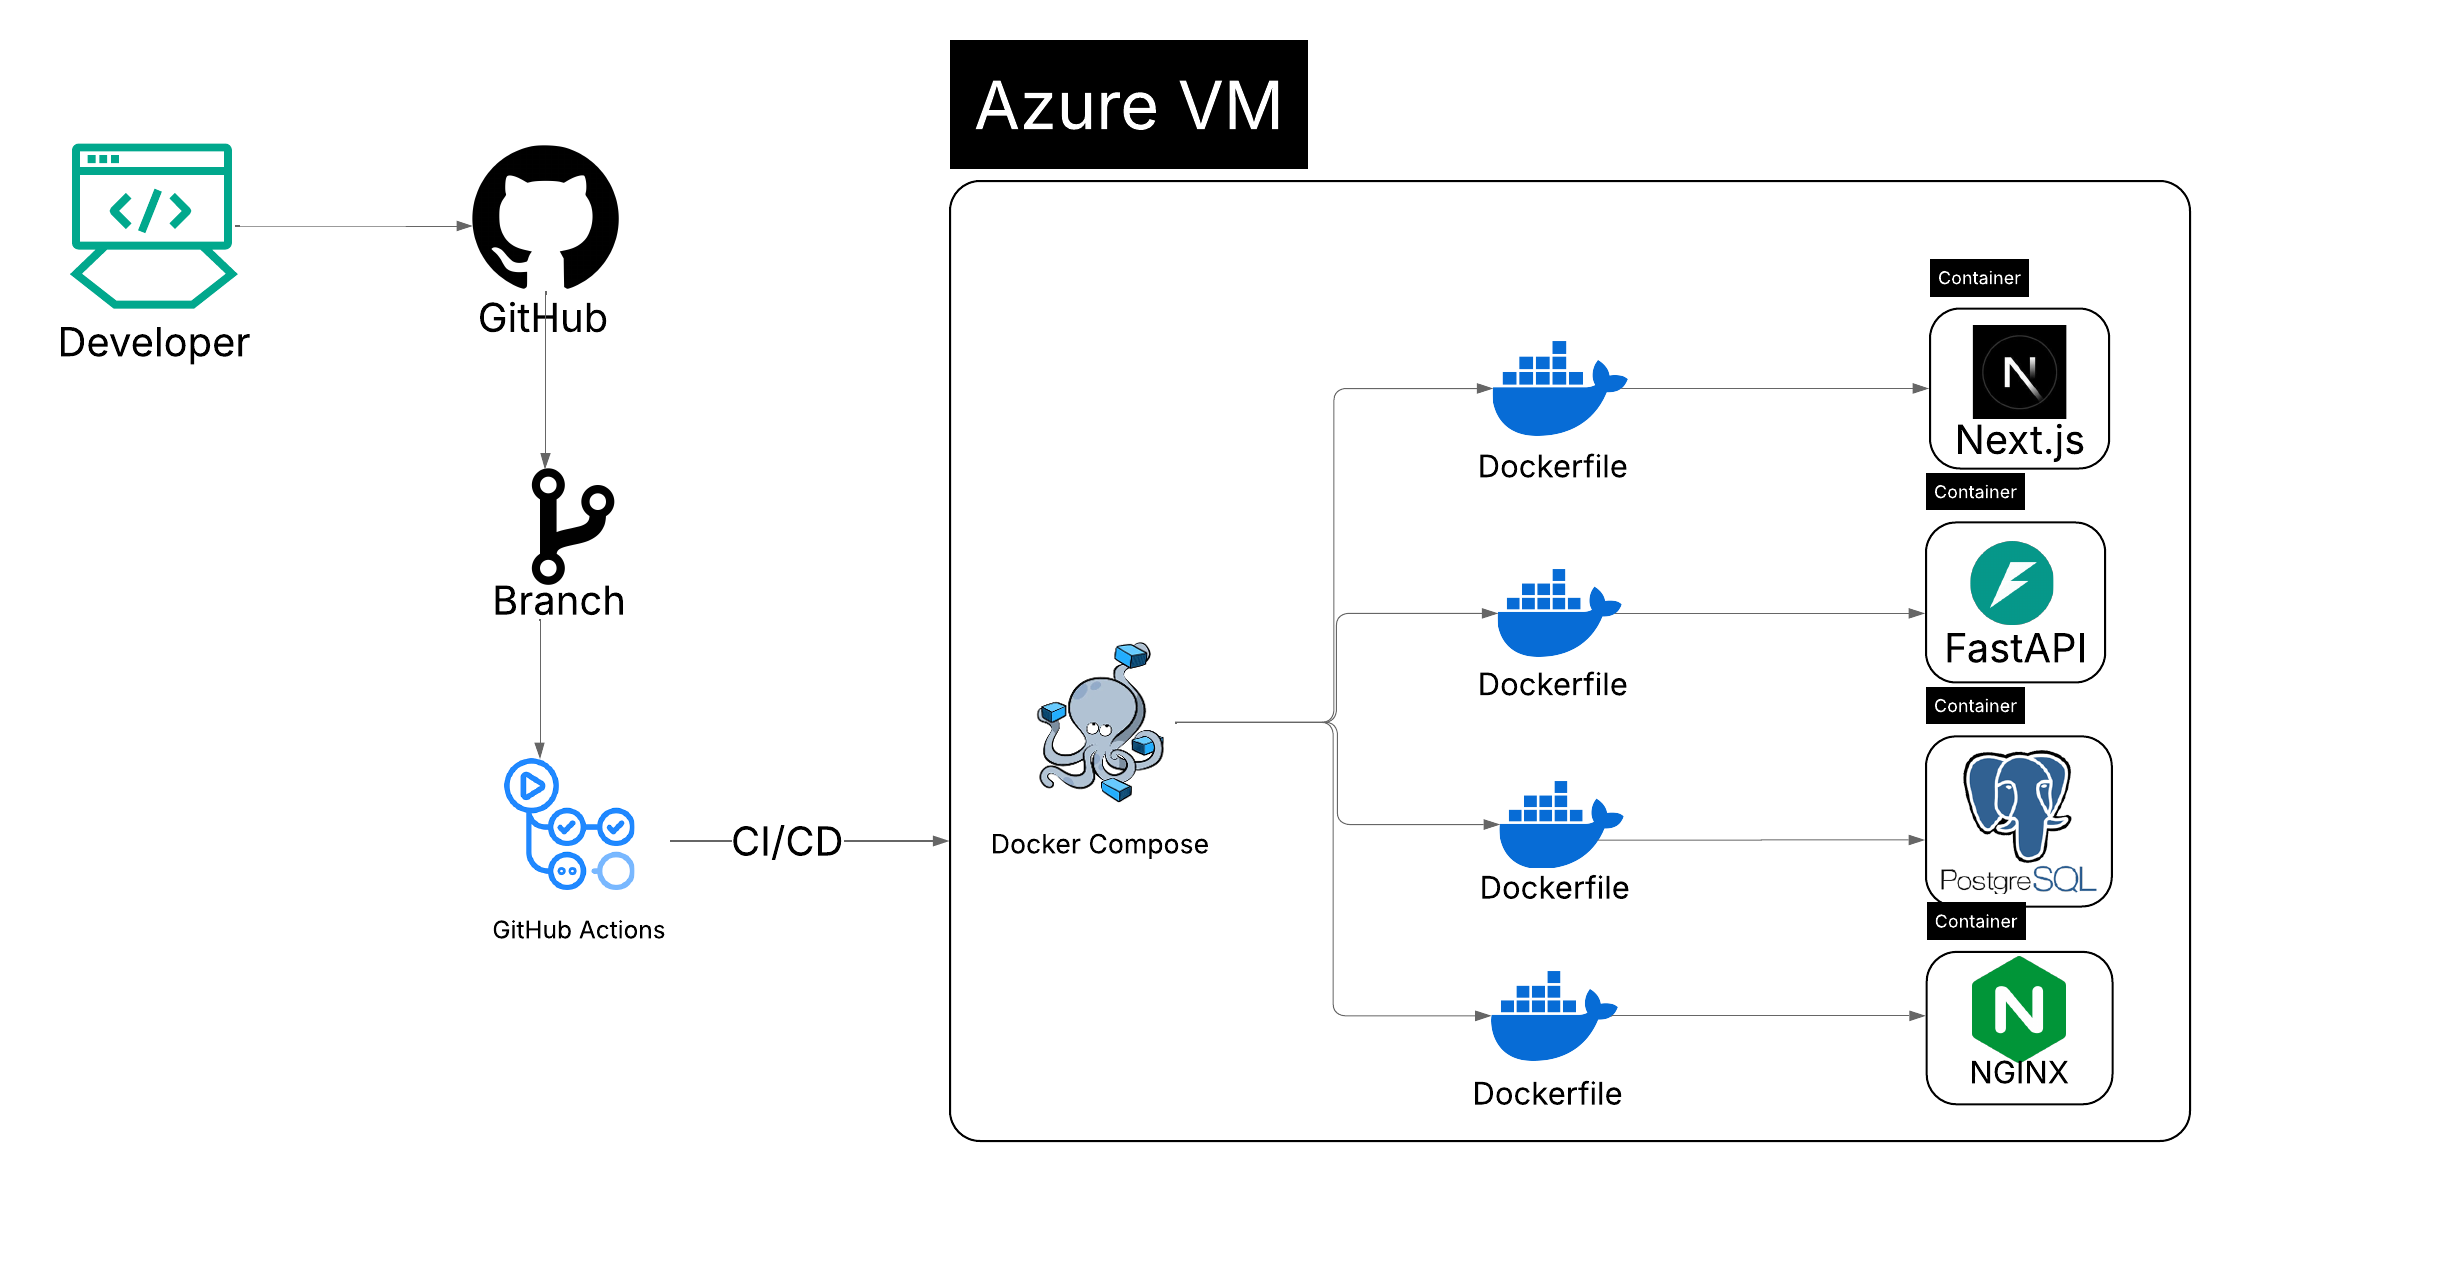 Azure VM
Developer
GitHub
Branch
GitHub Actions
CI/CD
Docker Compose
Dockerfile
Dockerfile
Dockerfile
Dockerfile
Container
N
Next.js
Container
FastAPI
Container
PostgreSQL
Container
N
NGINX